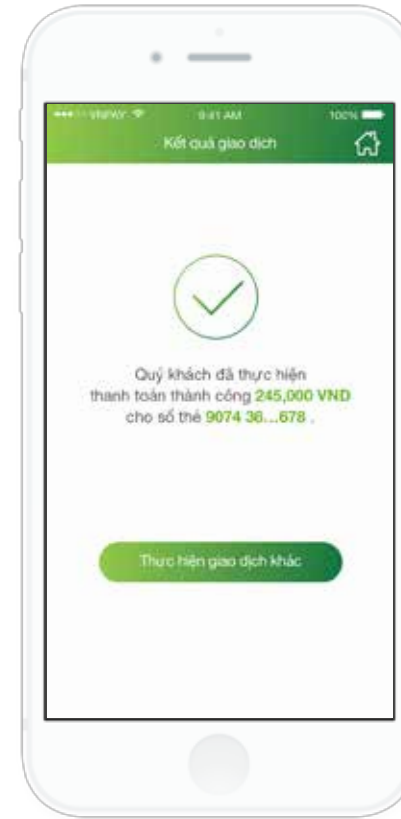 9:41 AM 100%
Kết quả giao dịch
Quý khách đã thực hiện
thanh toán thành công 245,000 VND
cho số thẻ 9074 36...678 .
Thực hiện giao dịch khác